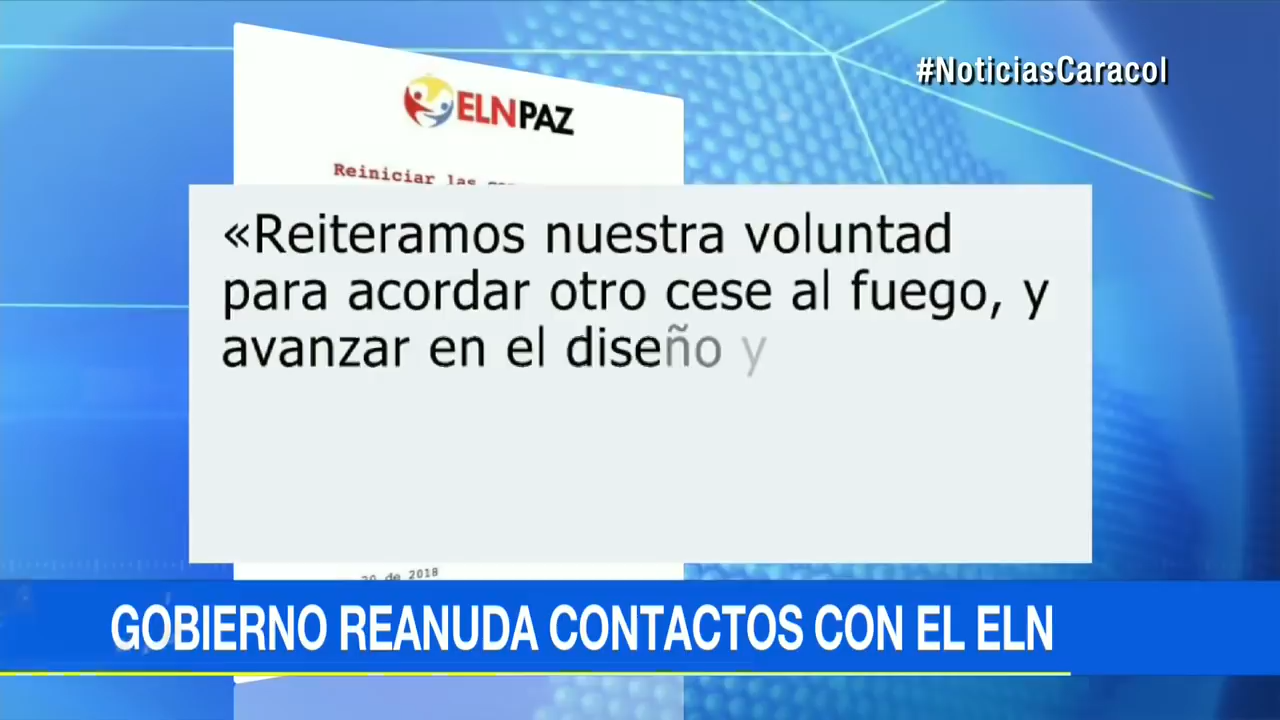 #NoticiasCaracol
ELNPAZ
Reiniciar las
«Reiteramos nuestra voluntad
para acordar otro cese al fuego, y
avanzar en el diseño y
de 2018
GOBIERNO REANUDA CONTACTOS CON EL ELN